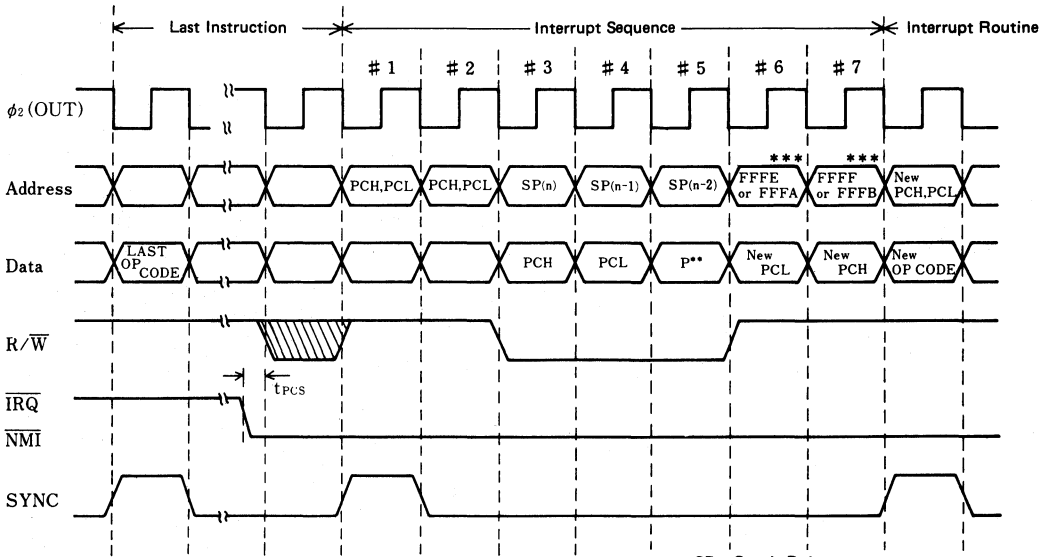 Last Instruction Interrupt Sequence Interrupt Routine
#1 #2 #3 #4 #5 #6 #7
ϕ₂(OUT)
*** ***
Address PCH,PCL PCH,PCL SP(n) SP(n-1) SP(n-2) FFFE or FFFA FFFF or FFFB New PCH,PCL
Data LAST OP CODE PCH PCL P** New PCL New PCH New OP CODE
R/W̅
tPCS
I̅R̅Q̅
N̅M̅I̅
SYNC